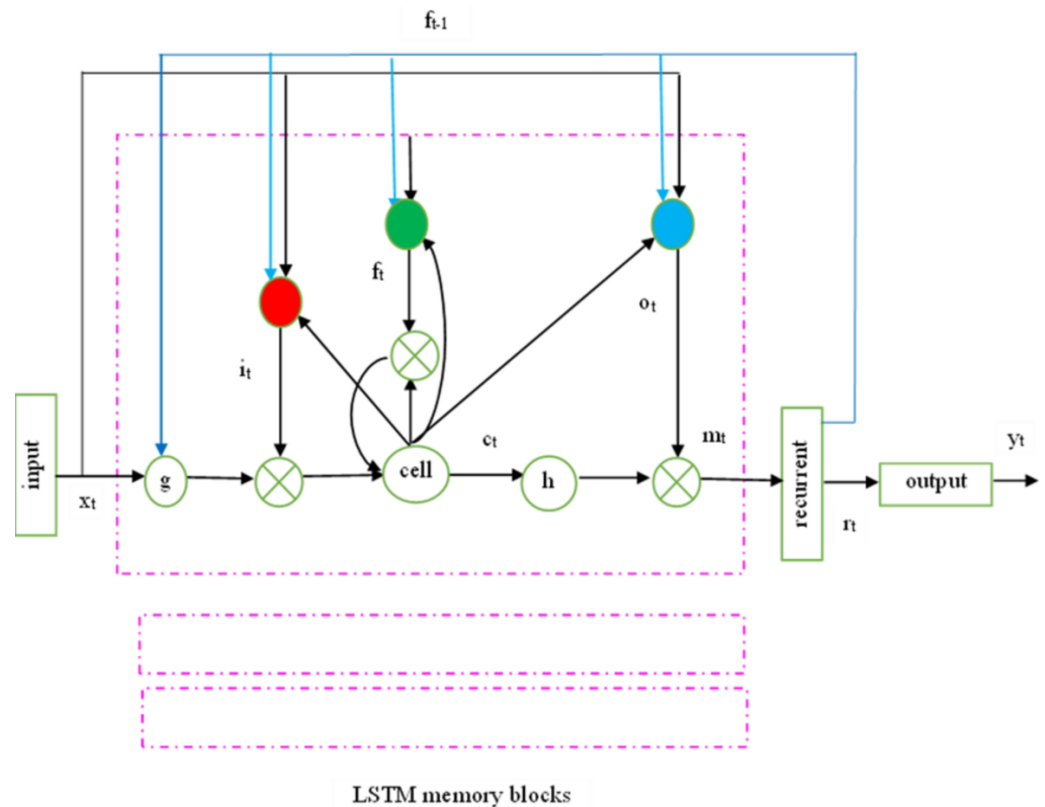 fₜ₋₁
fₜ
oₜ
iₜ
cₜ
mₜ
yₜ
input
g
cell
h
recurrent
output
xₜ
rₜ
LSTM memory blocks